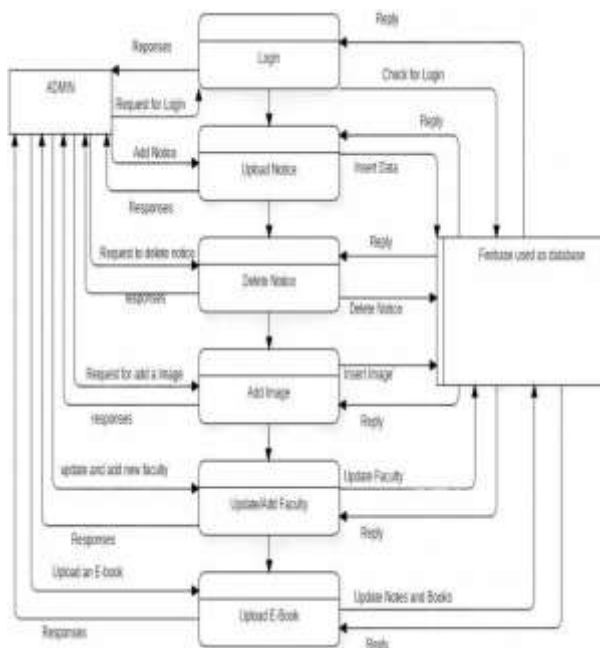 Reply
Reponses
Login
Check for Login
ADMIN
Request for Login
Reply
Add Notice
Upload Notice
Insert Data
Responses
Request to delete notice
Reply
Firebase used as database
Delete Notice
responses
Delete Notice
Request for add a Image
Insert Image
Add Image
responses
Reply
update and add new faculty
Update Faculty
Update/Add Faculty
Responses
Reply
Upload an E-book
Update Notes and Books
Upload E-Book
Responses
Reply